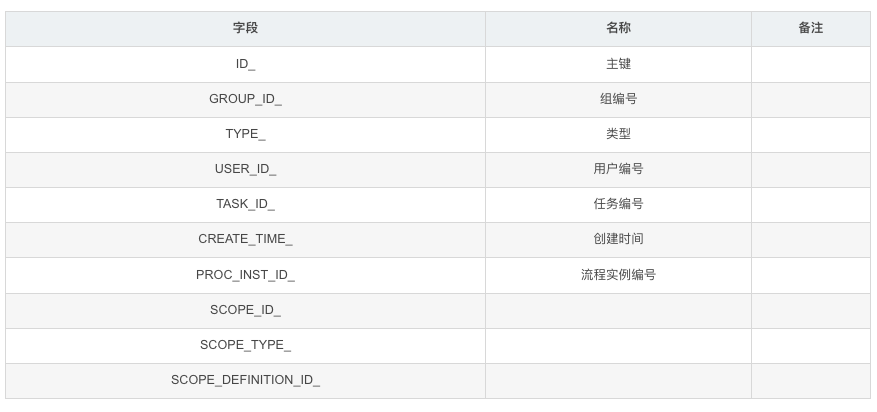 字段 名称 备注
ID_ 主键
GROUP_ID_ 组编号
TYPE_ 类型
USER_ID_ 用户编号
TASK_ID_ 任务编号
CREATE_TIME_ 创建时间
PROC_INST_ID_ 流程实例编号
SCOPE_ID_
SCOPE_TYPE_
SCOPE_DEFINITION_ID_